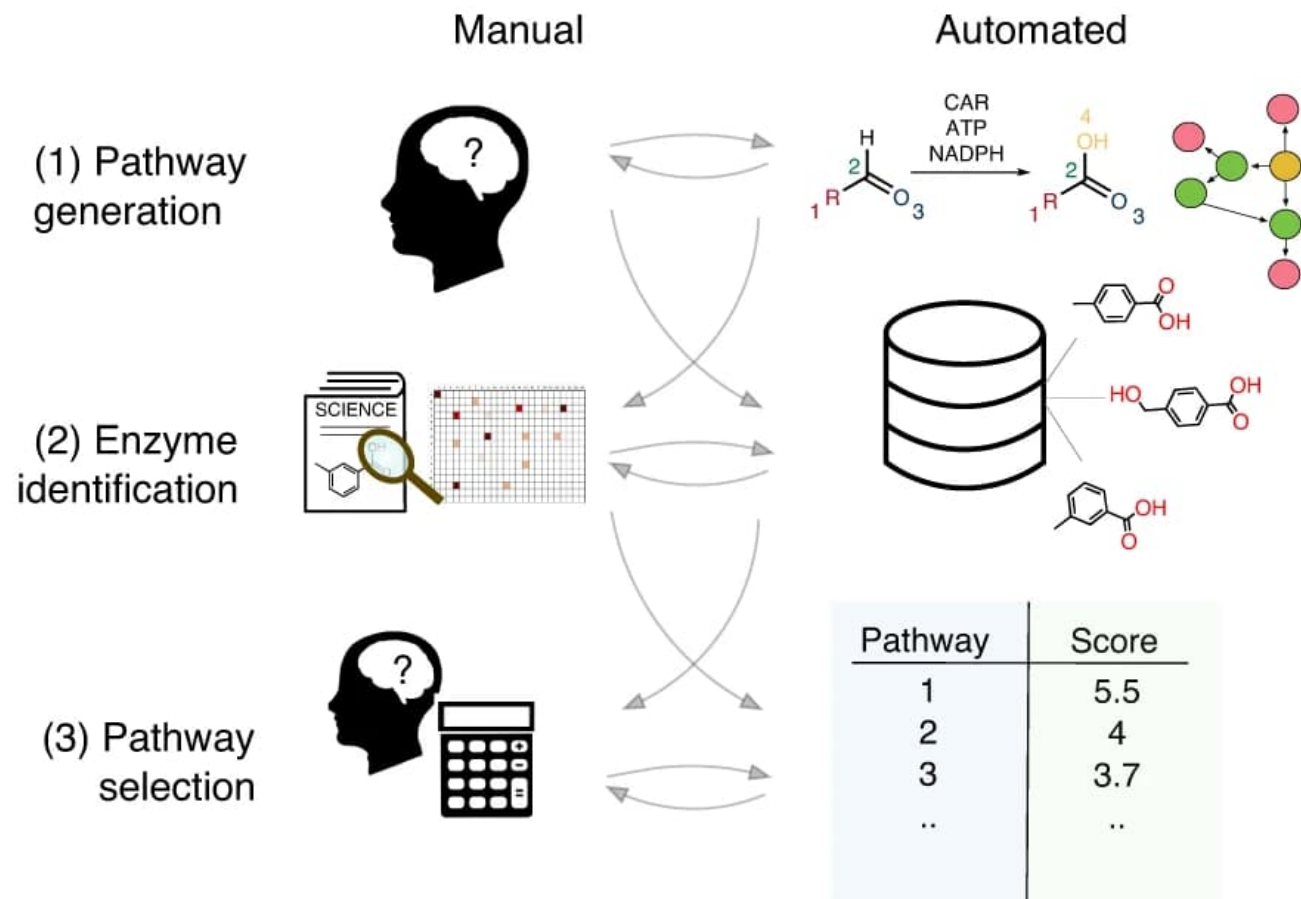 Manual
Automated
(1) Pathway
generation
?
CAR
ATP
NADPH
H
2
R
1
O
3
4
OH
2
R
1
O
3
(2) Enzyme
identification
SCIENCE
OH
O
OH
HO
OH
O
OH
O
(3) Pathway
selection
?
+
−
=
Pathway Score
1 5.5
2 4
3 3.7
.. ..